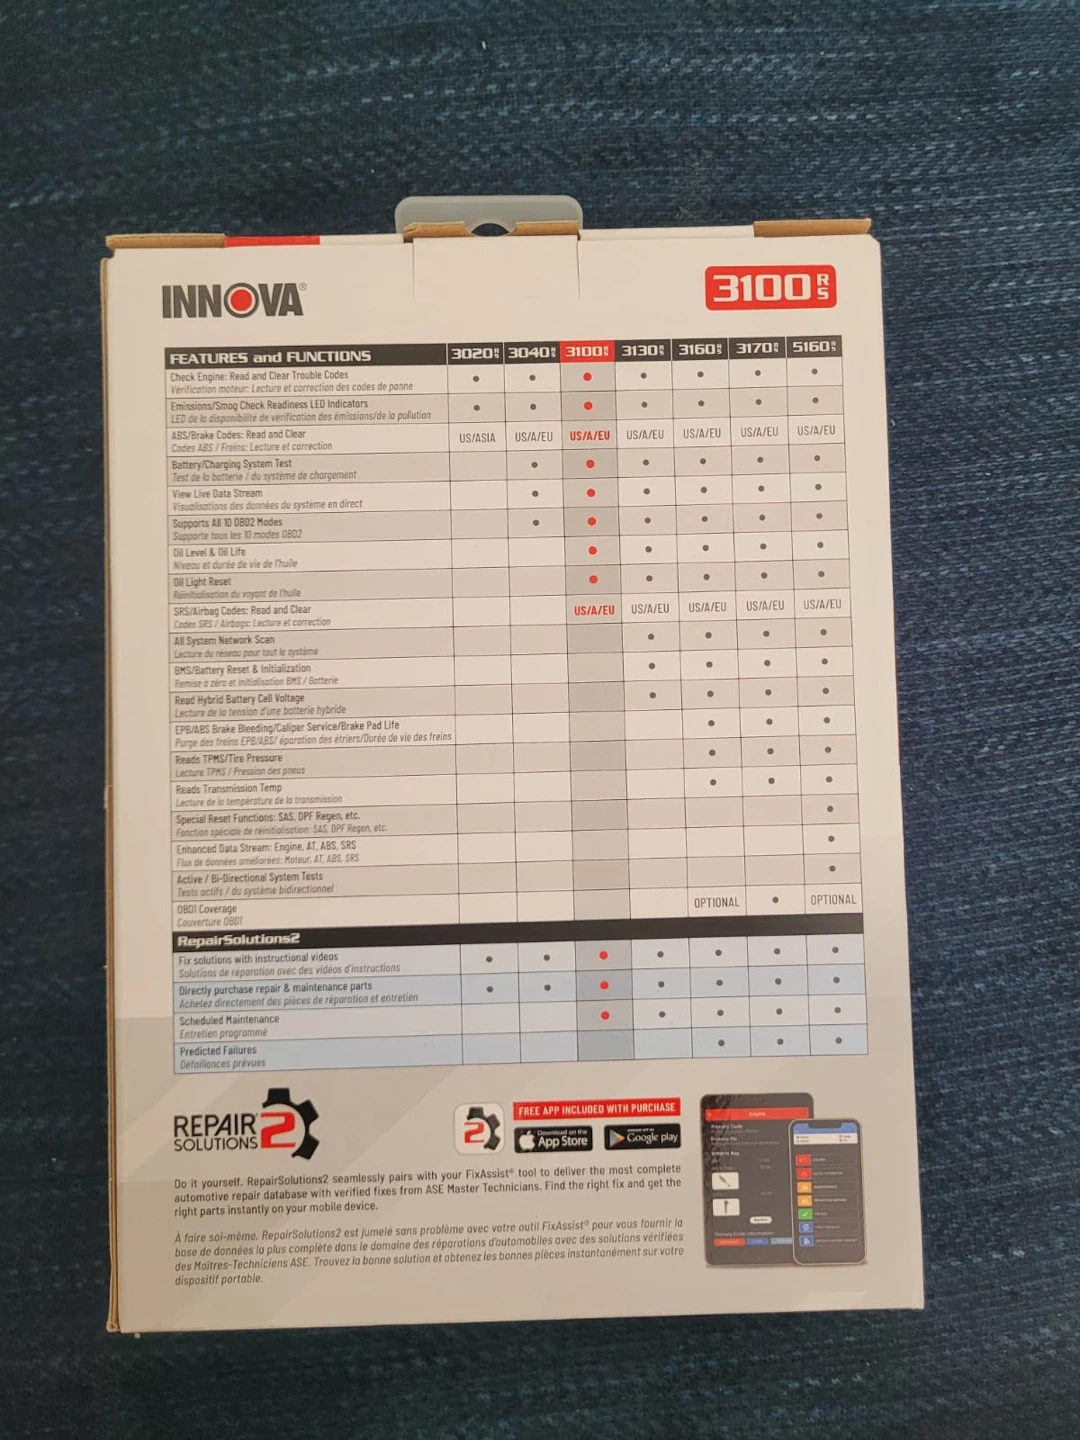 INNOVA®
3100RS
FEATURES and FUNCTIONS 3020RS 3040RS 3100RS 3130RS 3160RS 3170RS 5160RS
Check Engine: Read and Clear Trouble Codes • • • • • • •
Vérification moteur: Lecture et correction des codes de panne
Emissions/Smog Check Readiness LED Indicators • • • • • • •
LED de la disponibilité de vérification des émissions/de la pollution
ABS/Brake Codes: Read and Clear US/ASIA US/A/EU US/A/EU US/A/EU US/A/EU US/A/EU US/A/EU
Codes ABS / Freins: Lecture et correction
Battery/Charging System Test • • • • • •
Test de la batterie / du système de chargement
View Live Data Stream • • • • • •
Visualisations des données du système en direct
Supports All 10 OBD2 Modes • • • • • •
Supporte tous les 10 modes OBD2
Oil Level & Oil Life • • • • •
Niveau et durée de vie de l'huile
Oil Light Reset • • • • •
Réinitialisation du voyant de l'huile
SRS/Airbag Codes: Read and Clear US/A/EU US/A/EU US/A/EU US/A/EU US/A/EU
Codes SRS / Airbags: Lecture et correction
All System Network Scan • • • •
Lecture du réseau pour tout le système
BMS/Battery Reset & Initialization • • • •
Remise à zéro et initialisation BMS / Batterie
Read Hybrid Battery Cell Voltage • • • •
Lecture de la tension d'une batterie hybride
EPB/ABS Brake Bleeding/Caliper Service/Brake Pad Life • • •
Purge des freins EPB/ABS/ éparation des étriers/Durée de vie des freins
Reads TPMS/Tire Pressure • • •
Lecture TPMS / Pression des pneus
Reads Transmission Temp • • •
Lecture de la température de la transmission
Special Reset Functions: SAS, DPF Regen, etc. •
Fonction spéciale de réinitialisation: SAS, DPF Regen, etc.
Enhanced Data Stream: Engine, AT, ABS, SRS •
Flux de données améliorées: Moteur, AT, ABS, SRS
Active / Bi-Directional System Tests •
Tests actifs / du système bidirectionnel
OBD1 Coverage OPTIONAL • OPTIONAL
Couverture OBD1
RepairSolutions2
Fix solutions with instructional videos • • • • • • •
Solutions de réparation avec des vidéos d'instructions
Directly purchase repair & maintenance parts • • • • • • •
Achetez directement des pièces de réparation et entretien
Scheduled Maintenance • • • • •
Entretien programmé
Predicted Failures • • •
Défaillances prévues
REPAIR SOLUTIONS 2
2
FREE APP INCLUDED WITH PURCHASE
Download on the App Store
Google play
Do it yourself. RepairSolutions2 seamlessly pairs with your FixAssist® tool to deliver the most complete
automotive repair database with verified fixes from ASE Master Technicians. Find the right fix and get the
right parts instantly on your mobile device.
À faire soi-même. RepairSolutions2 est jumelé sans problème avec votre outil FixAssist® pour vous fournir la
base de données la plus complète dans le domaine des réparations d'automobiles avec des solutions vérifiées
des Maîtres-Techniciens ASE. Trouvez la bonne solution et obtenez les bonnes pièces instantanément sur votre
dispositif portable.